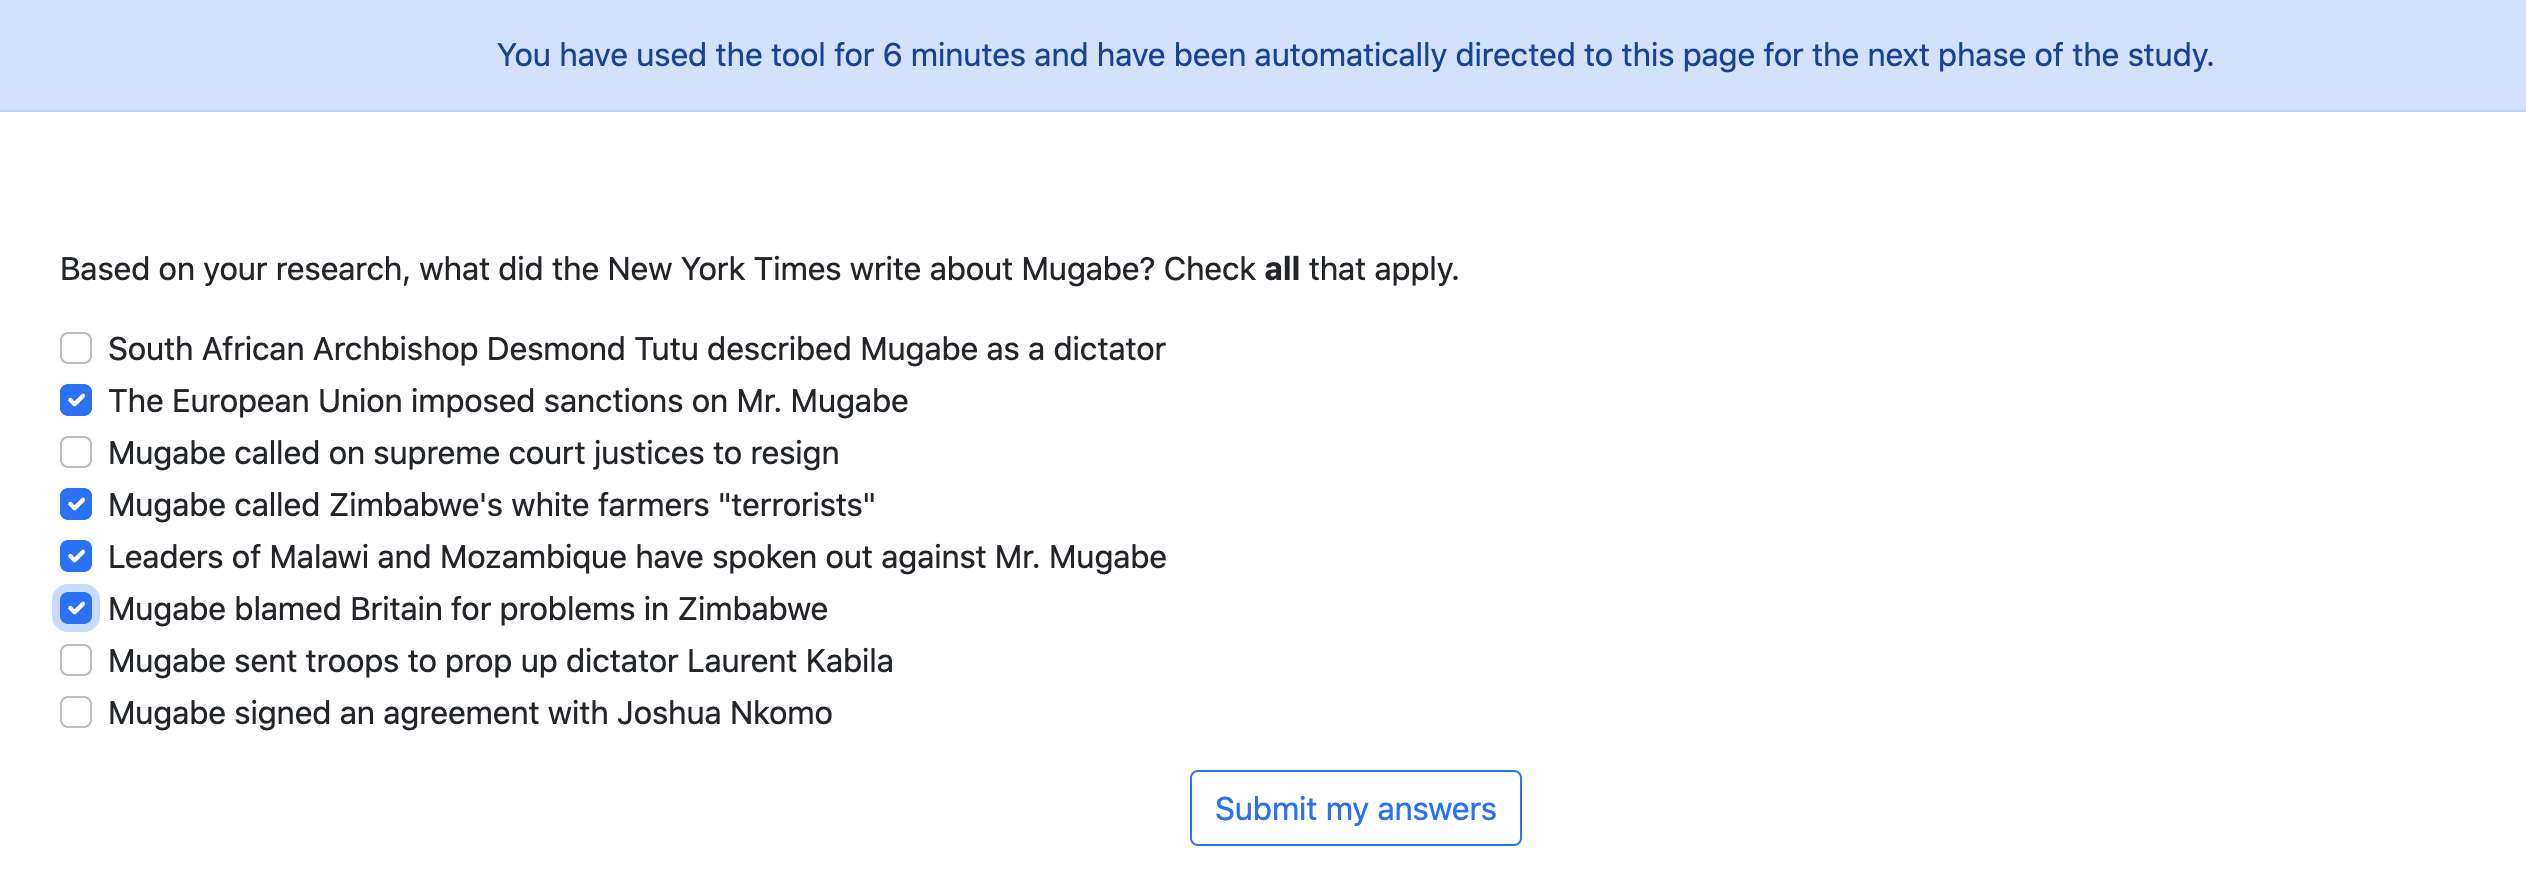 You have used the tool for 6 minutes and have been automatically directed to this page for the next phase of the study.
Based on your research, what did the New York Times write about Mugabe? Check all that apply.
South African Archbishop Desmond Tutu described Mugabe as a dictator
The European Union imposed sanctions on Mr. Mugabe
Mugabe called on supreme court justices to resign
Mugabe called Zimbabwe's white farmers "terrorists"
Leaders of Malawi and Mozambique have spoken out against Mr. Mugabe
Mugabe blamed Britain for problems in Zimbabwe
Mugabe sent troops to prop up dictator Laurent Kabila
Mugabe signed an agreement with Joshua Nkomo
Submit my answers